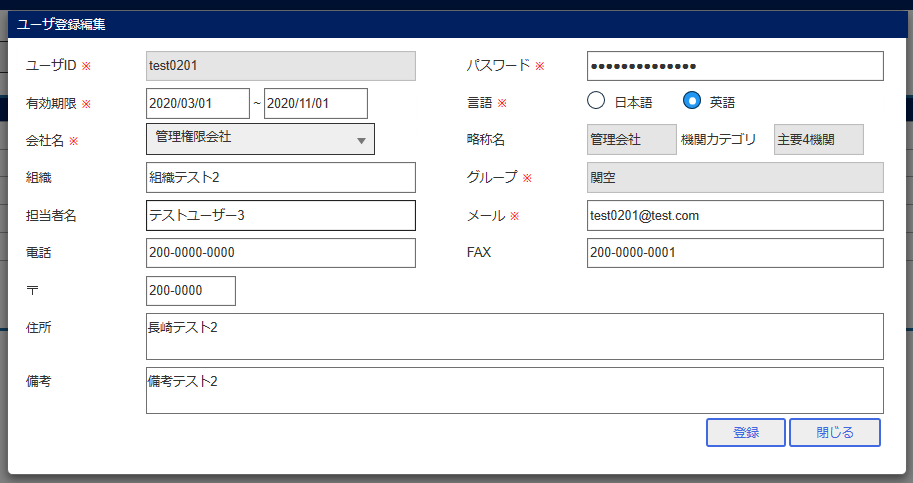 ユーザ登録編集
ユーザID ※ test0201 パスワード ※ ●●●●●●●●●●●●●●
有効期限 ※ 2020/03/01 ~ 2020/11/01 言語 ※ 日本語 英語
会社名 ※ 管理権限会社 略称名 管理会社 機関カテゴリ 主要4機関
組織 組織テスト2 グループ ※ 関空
担当者名 テストユーザー3 メール ※ test0201@test.com
電話 200-0000-0000 FAX 200-0000-0001
〒 200-0000
住所 長崎テスト2
備考 備考テスト2
登録 閉じる